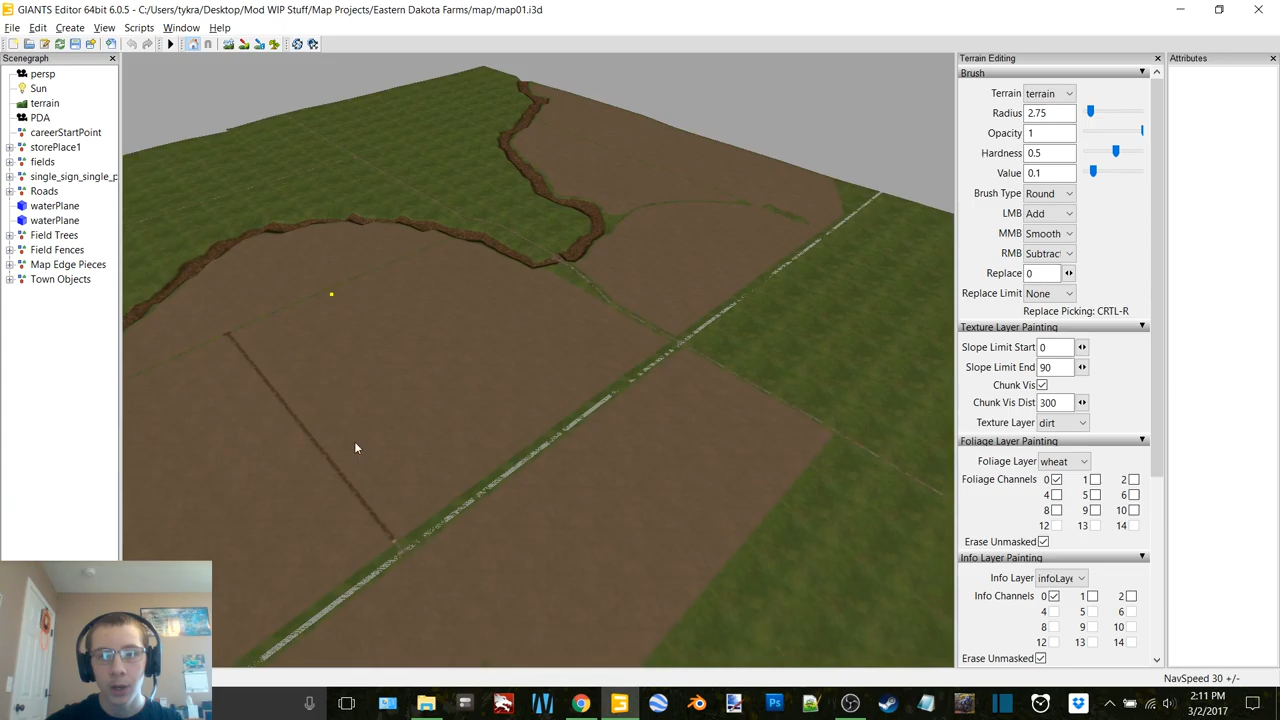 GIANTS Editor 64bit 6.0.5 - C:/Users/tykra/Desktop/Mod WIP Stuff/Map Projects/Eastern Dakota Farms/map/map01.i3d
File Edit Create View Scripts Window Help
Scenegraph
persp
Sun
terrain
PDA
careerStartPoint
storePlace1
fields
single_sign_single_p
Roads
waterPlane
waterPlane
Field Trees
Field Fences
Map Edge Pieces
Town Objects
Terrain Editing
Brush
Terrain terrain
Radius 2.75
Opacity 1
Hardness 0.5
Value 0.1
Brush Type Round
LMB Add
MMB Smooth
RMB Subtrac
Replace 0
Replace Limit None
Replace Picking: CRTL-R
Texture Layer Painting
Slope Limit Start 0
Slope Limit End 90
Chunk Vis
Chunk Vis Dist 300
Texture Layer dirt
Foliage Layer Painting
Foliage Layer wheat
Foliage Channels 0 1 2
4 5 6
8 9 10
12 13 14
Erase Unmasked
Info Layer Painting
Info Layer infoLaye
Info Channels 0 1 2
4 5 6
8 9 10
12 13 14
Erase Unmasked
Attributes
NavSpeed 30 +/-
2:11 PM
3/2/2017